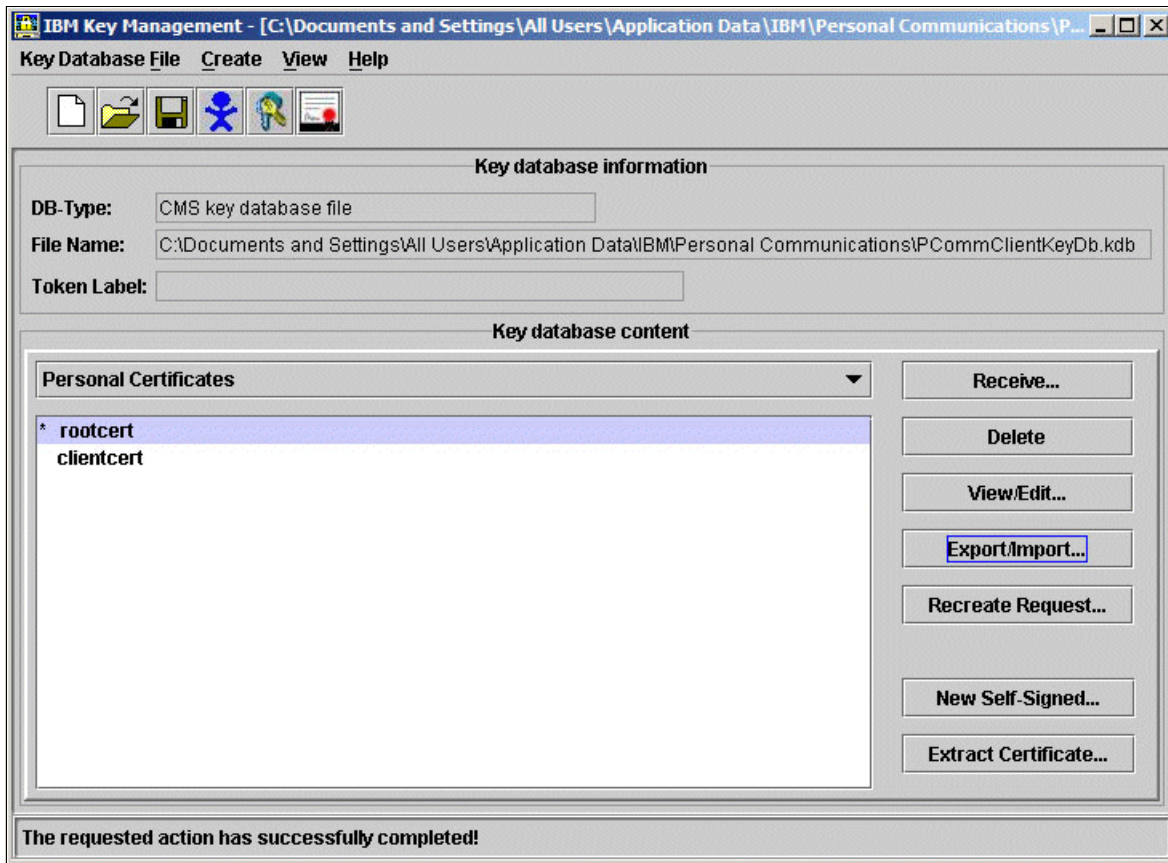 IBM Key Management - [C:\Documents and Settings\All Users\Application Data\IBM\Personal Communications\P...
Key Database File Create View Help
Key database information
DB-Type: CMS key database file
File Name: C:\Documents and Settings\All Users\Application Data\IBM\Personal Communications\PCommClientKeyDb.kdb
Token Label:
Key database content
Personal Certificates
Receive...
* rootcert
Delete
clientcert
View/Edit...
Export/Import...
Recreate Request...
New Self-Signed...
Extract Certificate...
The requested action has successfully completed!